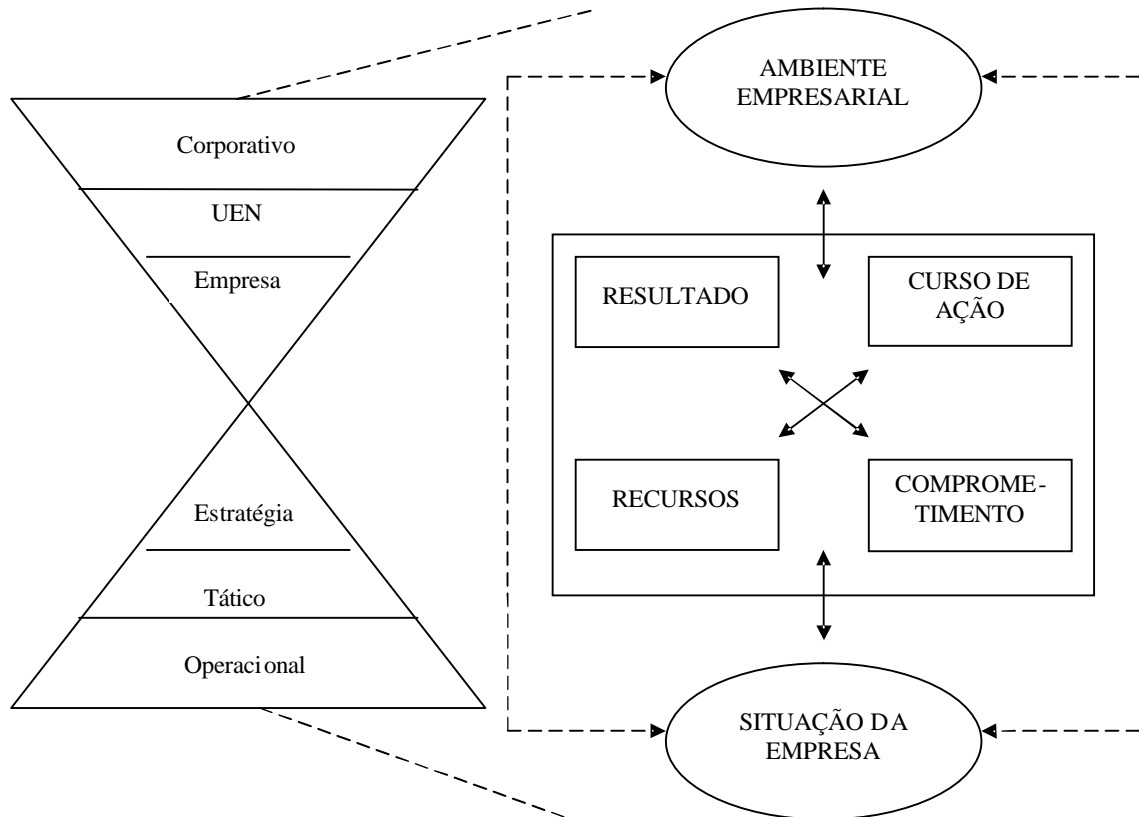 Corporativo
UEN
Empresa
Estratégia
Tático
Operacional
AMBIENTE
EMPRESARIAL
RESULTADO
CURSO DE
AÇÃO
RECURSOS
COMPROME-
TIMENTO
SITUAÇÃO DA
EMPRESA